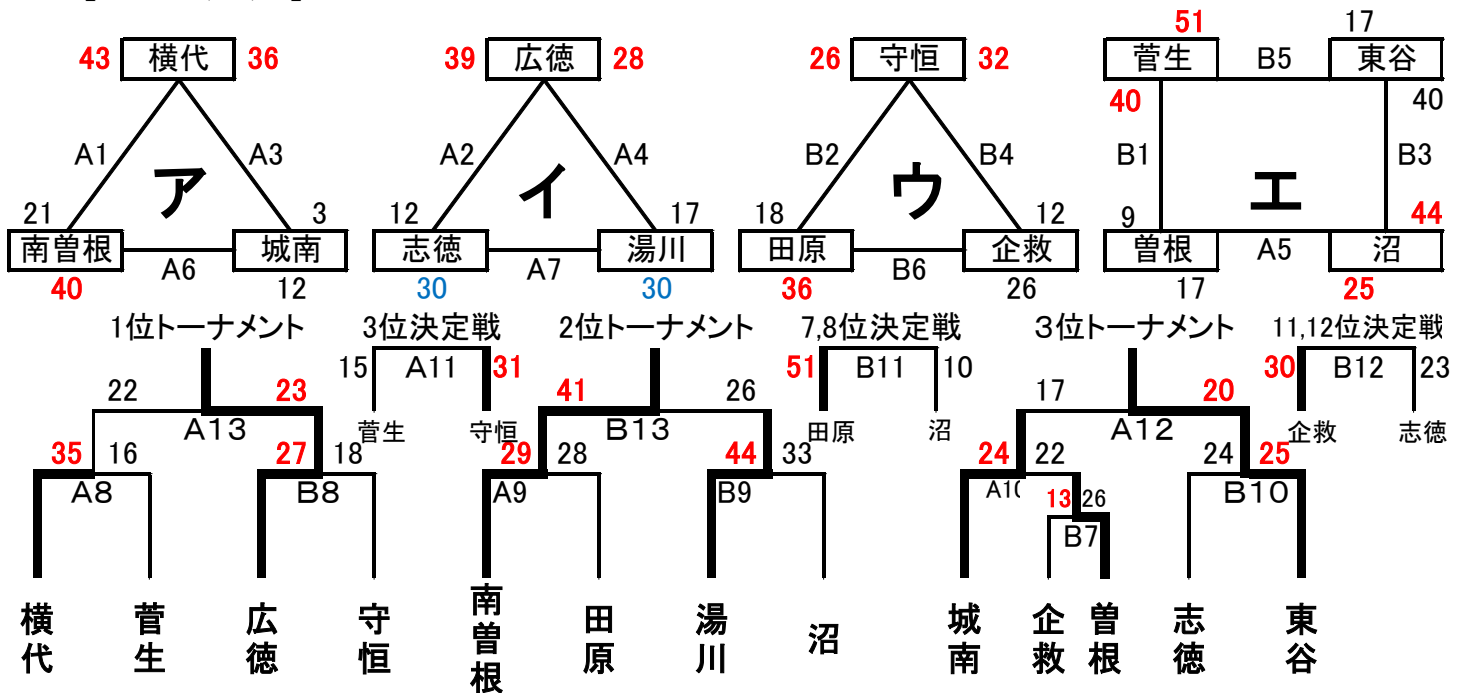 51 17
43 横代 36 39 広徳 28 26 守恒 32 菅生 B5 東谷
40 40
A1 A3 A2 A4 B2 B4 B1 B3
ア イ ウ エ
21 3 12 17 18 12 9 44
南曽根 城南 志徳 湯川 田原 企救 曽根 A5 沼
A6 A7 B6
40 12 30 30 36 26 17 25
1位トーナメント 3位決定戦 2位トーナメント 7,8位決定戦 3位トーナメント 11,12位決定戦
15 A11 31 51 B11 10 30 B12 23
22 23 41 26 17 20
A13 菅生 守恒 B13 田原 沼 A12 企救 志徳
35 16 27 18 29 28 44 33 24 22 24 25
A8 B8 A9 B9 B10
13 26
B7
横代 菅生 広徳 守恒 南曽根 田原 湯川 沼 城南 企救 曽根 志徳 東谷